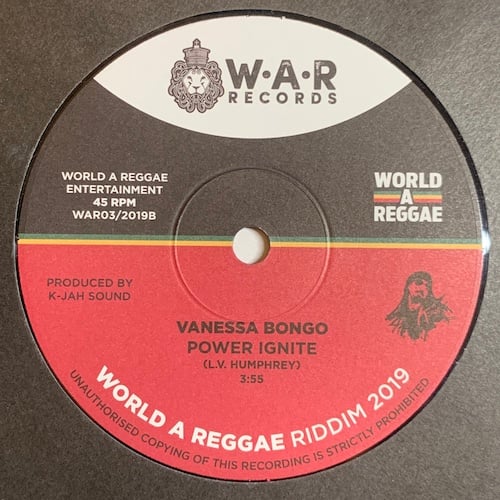 W·A·R
RECORDS
WORLD A REGGAE
ENTERTAINMENT
45 RPM
WAR03/2019B
WORLD
A
REGGAE
PRODUCED BY
K-JAH SOUND
VANESSA BONGO
POWER IGNITE
(L.V. HUMPHREY)
3:55
WORLD A REGGAE RIDDIM 2019
UNAUTHORISED COPYING OF THIS RECORDING IS STRICTLY PROHIBITED